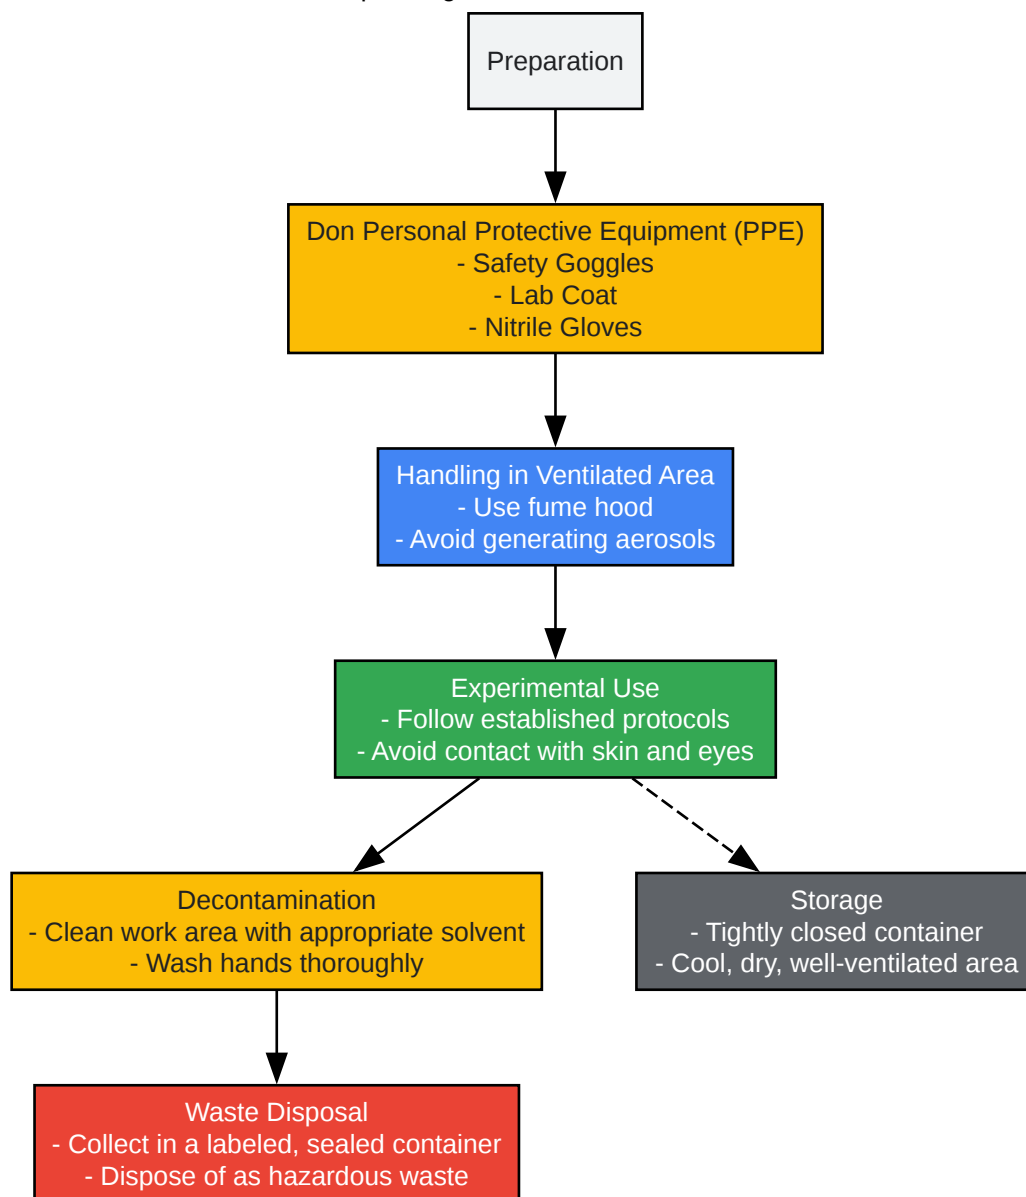 Preparation
Don Personal Protective Equipment (PPE)
- Safety Goggles
- Lab Coat
- Nitrile Gloves
Handling in Ventilated Area
- Use fume hood
- Avoid generating aerosols
Experimental Use
- Follow established protocols
- Avoid contact with skin and eyes
Decontamination
- Clean work area with appropriate solvent
- Wash hands thoroughly
Storage
- Tightly closed container
- Cool, dry, well-ventilated area
Waste Disposal
- Collect in a labeled, sealed container
- Dispose of as hazardous waste